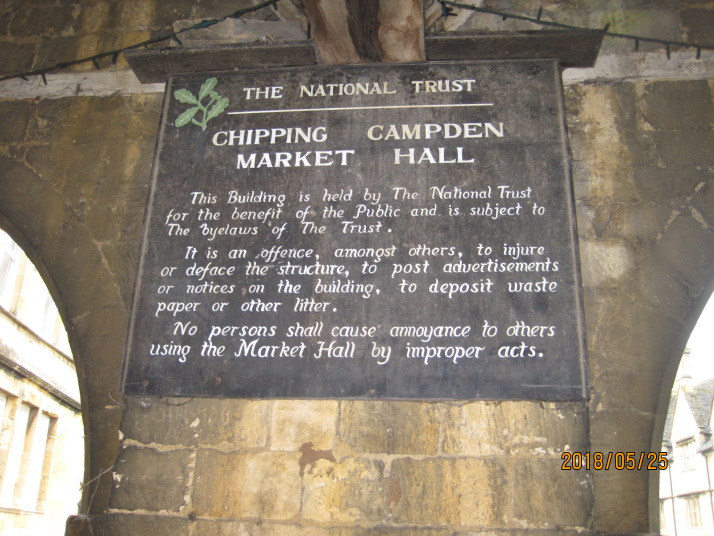 THE NATIONAL TRUST
CHIPPING CAMPDEN
MARKET HALL
This Building is held by The National Trust
for the benefit of the Public and is subject to
The byelaws of The Trust.
It is an offence, amongst others, to injure
or deface the structure, to post advertisements
or notices on the building, to deposit waste
paper or other litter.
No persons shall cause annoyance to others
using the Market Hall by improper acts.
2018/05/25